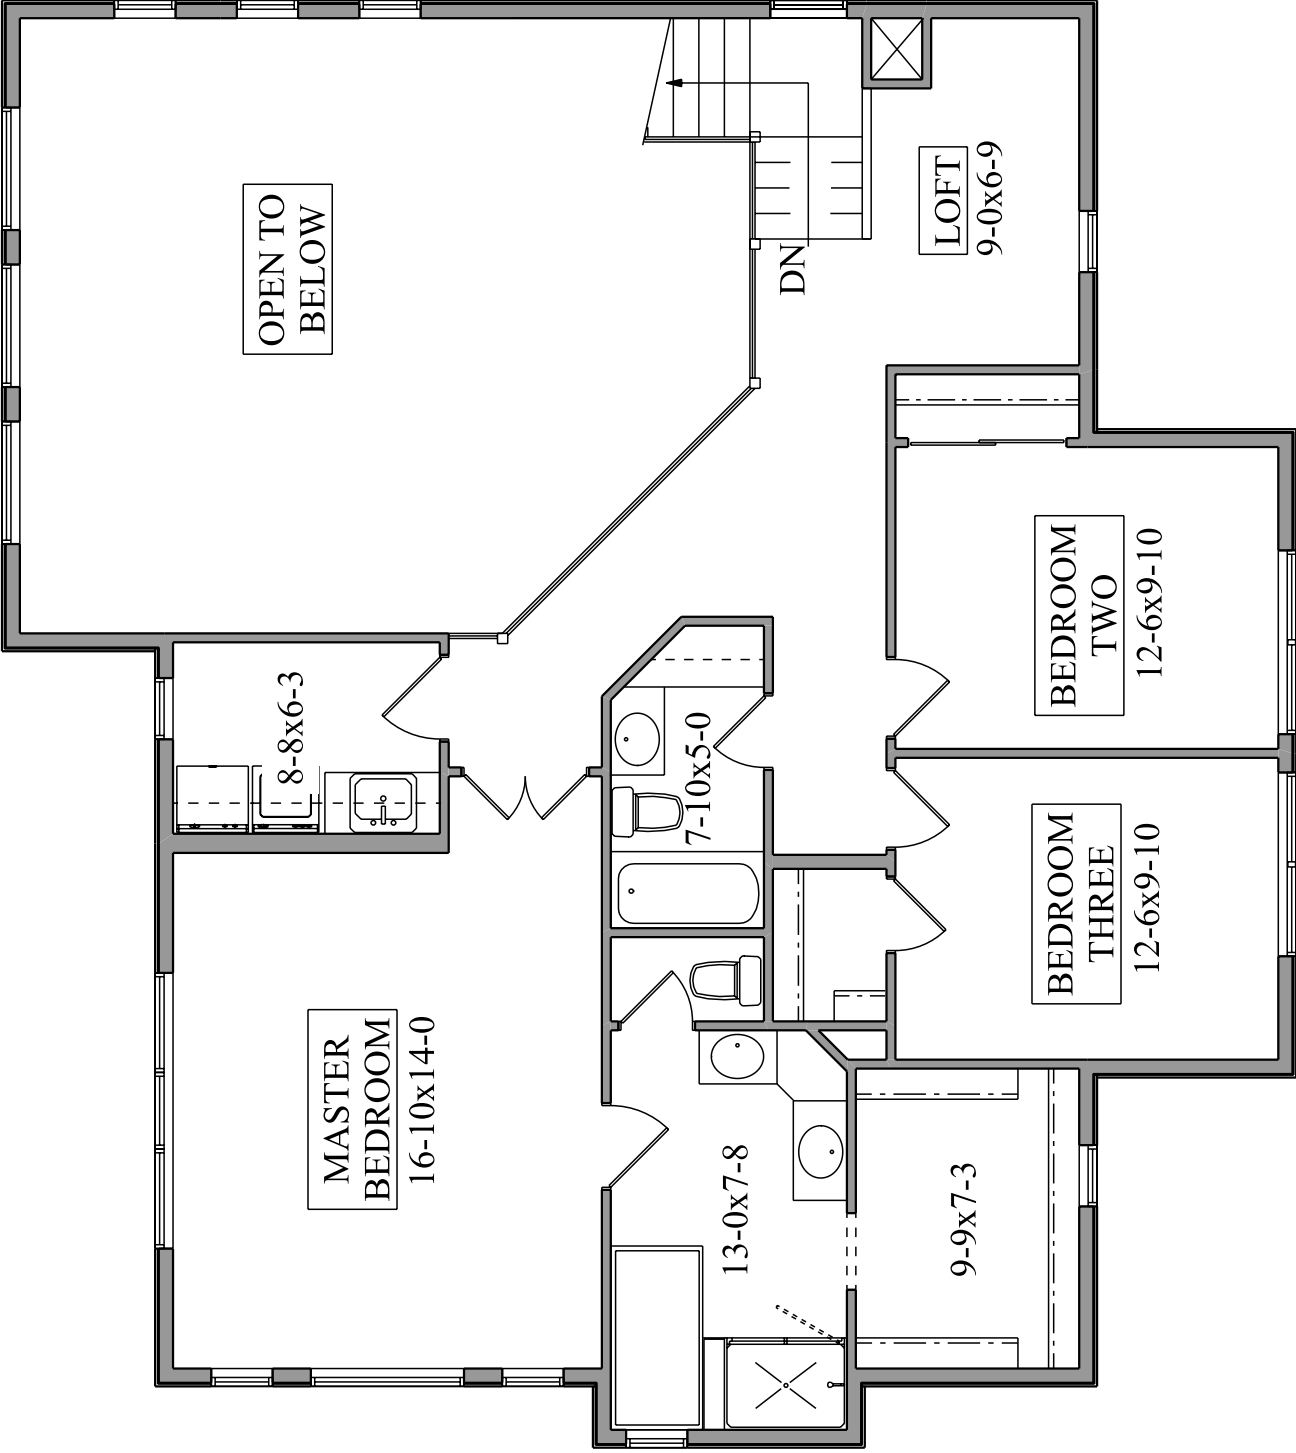 OPEN TO
BELOW
DN
LOFT
9-0x6-9
8-8x6-3
7-10x5-0
BEDROOM
TWO
12-6x9-10
MASTER
BEDROOM
16-10x14-0
BEDROOM
THREE
12-6x9-10
13-0x7-8
9-9x7-3